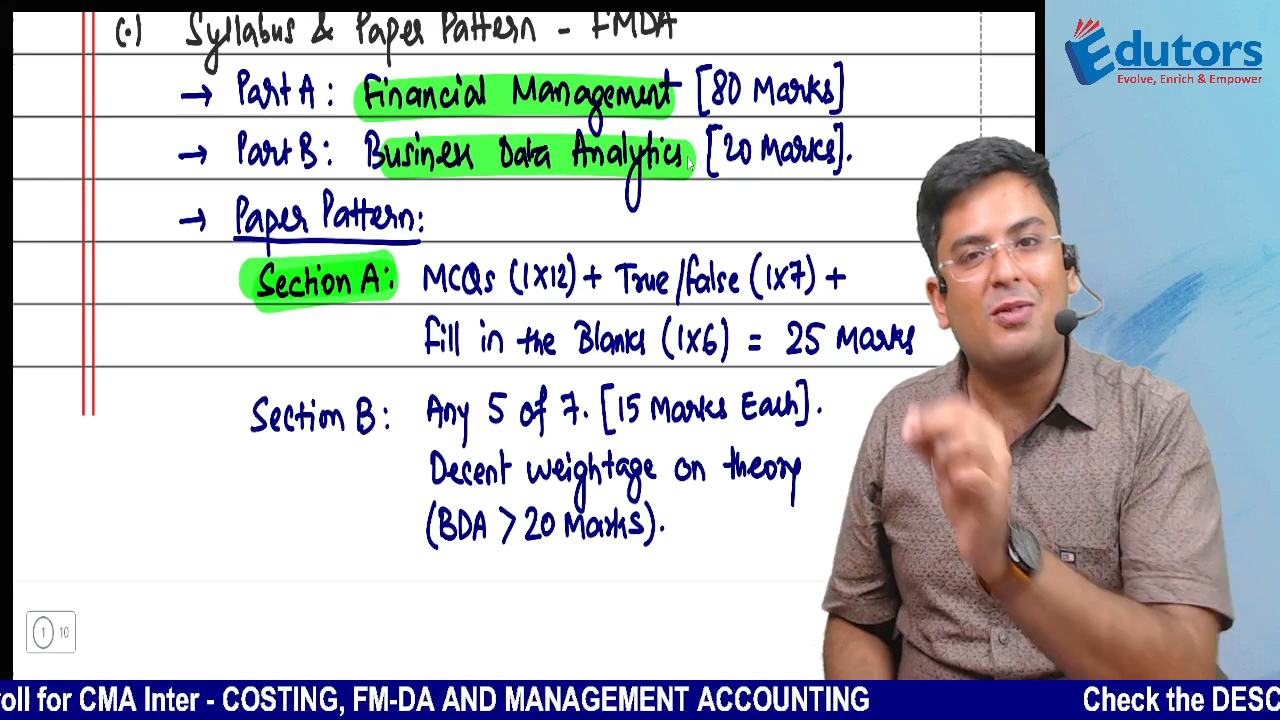 (•) Syllabus & Paper Pattern - FMDA
→ Part A: Financial Management [80 Marks]
→ Part B: Business Data Analytics. [20 Marks].
→ Paper Pattern:
Section A: MCQs (1x12) + True/false (1x7) +
fill in the Blanks (1x6) = 25 Marks
Section B: Any 5 of 7. [15 Marks Each].
Decent weightage on theory
(BDA > 20 Marks).
1 10
Edutors
Evolve, Enrich & Empower
roll for CMA Inter - COSTING, FM-DA AND MANAGEMENT ACCOUNTING Check the DESC